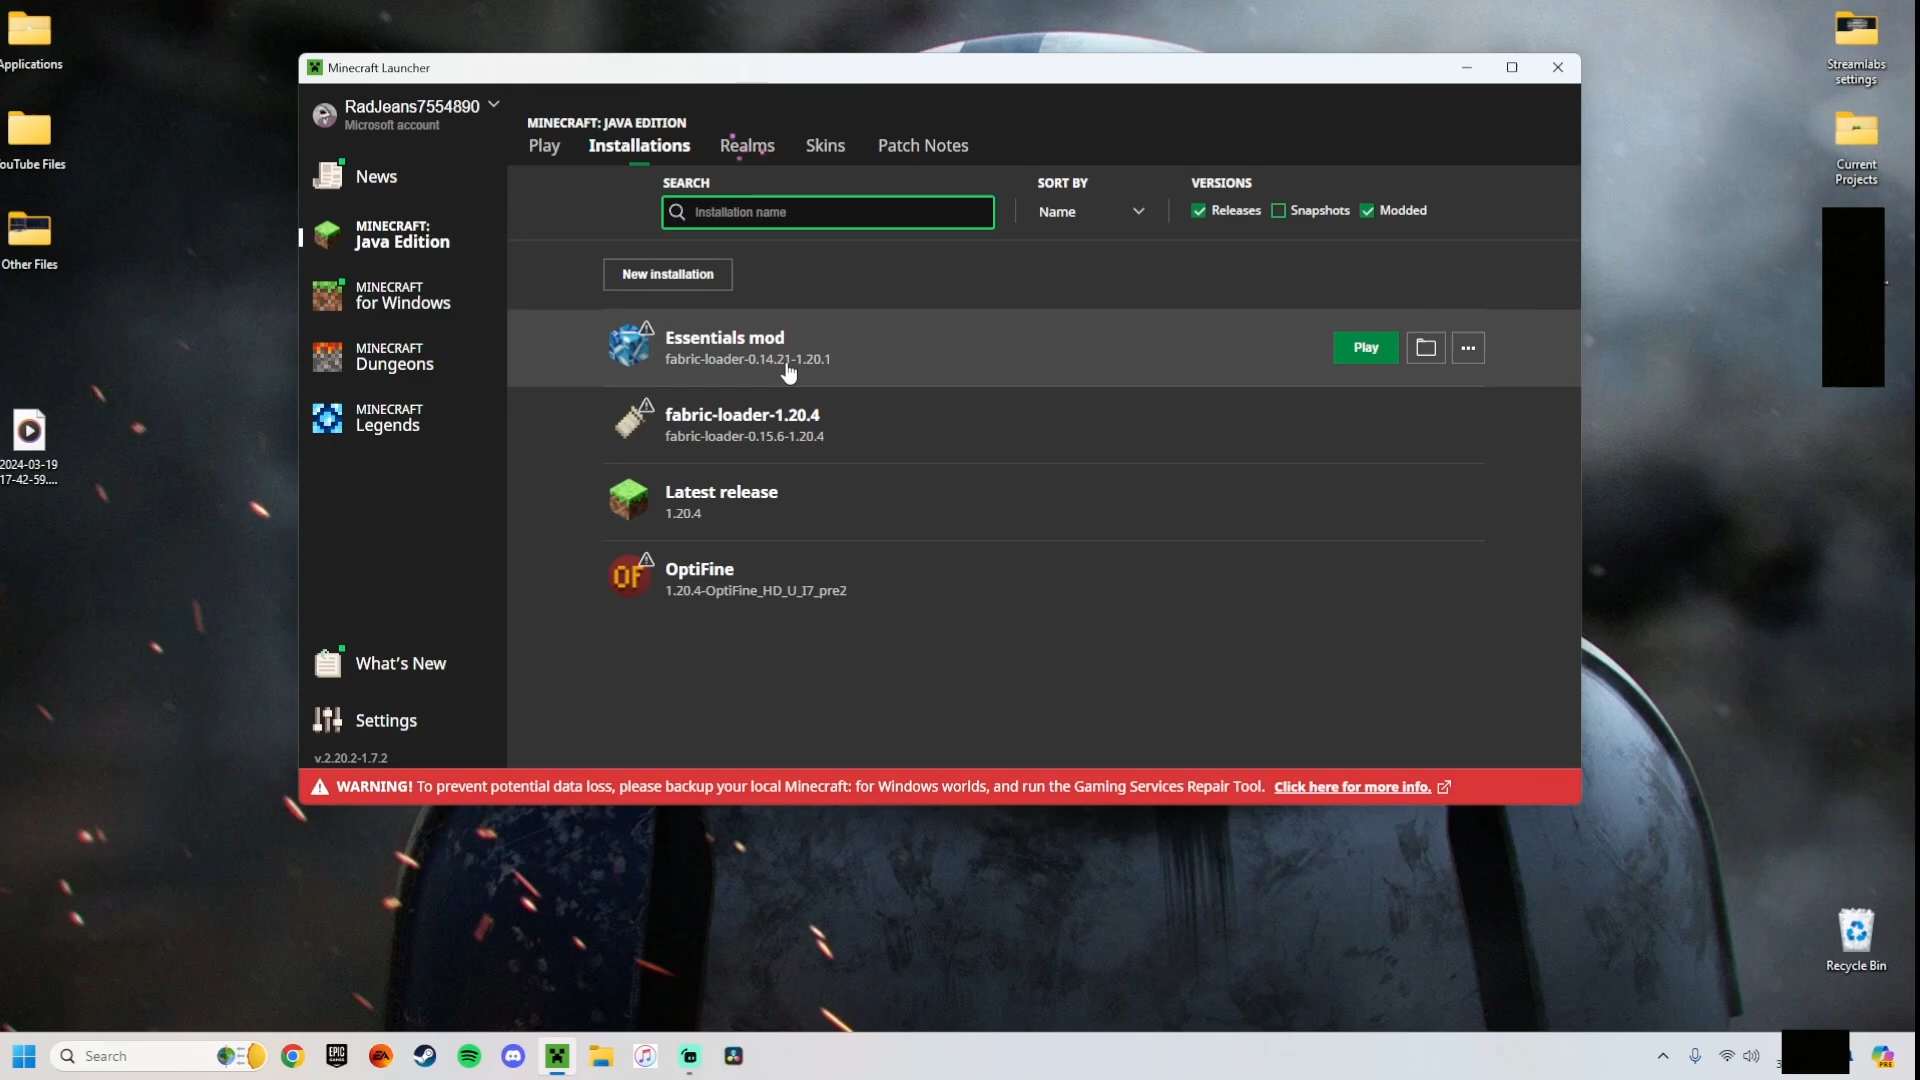 Minecraft Launcher
RadJeans7554890
Microsoft account
News
MINECRAFT:
Java Edition
MINECRAFT
for Windows
MINECRAFT
Dungeons
MINECRAFT
Legends
What's New
Settings
v.2.20.2-1.7.2
MINECRAFT: JAVA EDITION
Play Installations Realms Skins Patch Notes
SEARCH SORT BY VERSIONS
Installation name Name Releases Snapshots Modded
New installation
Essentials mod
fabric-loader-0.14.21-1.20.1
Play
fabric-loader-1.20.4
fabric-loader-0.15.6-1.20.4
Latest release
1.20.4
OF
OptiFine
1.20.4-OptiFine_HD_U_I7_pre2
WARNING! To prevent potential data loss, please backup your local Minecraft: for Windows worlds, and run the Gaming Services Repair Tool. Click here for more info.
Applications
YouTube Files
Other Files
2024-03-19
17-42-59....
Streamlabs
settings
Current
Projects
Recycle Bin
Search
EPIC
GAMES
EA
PRE